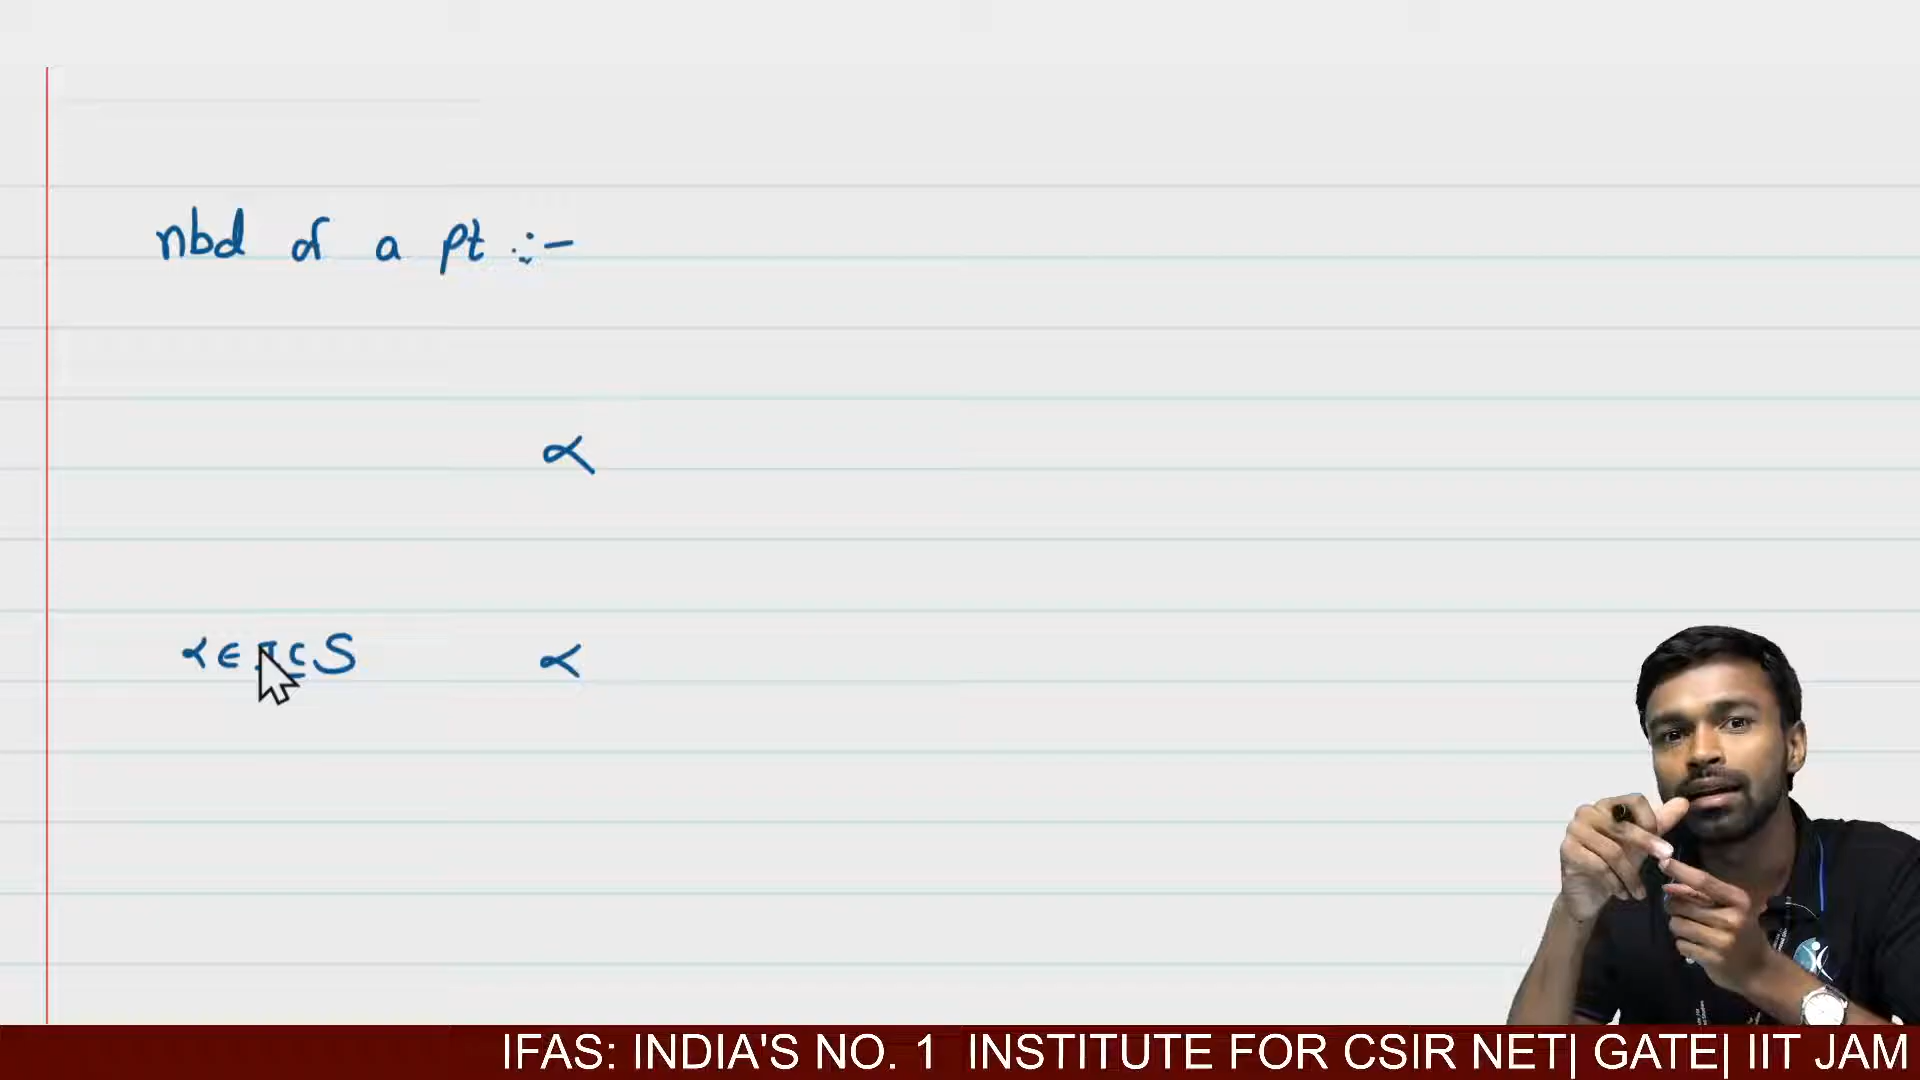 nbd of a pt :-
α
α ∈ I ⊆ S α
IFAS: INDIA'S NO. 1 INSTITUTE FOR CSIR NET| GATE| IIT JAM